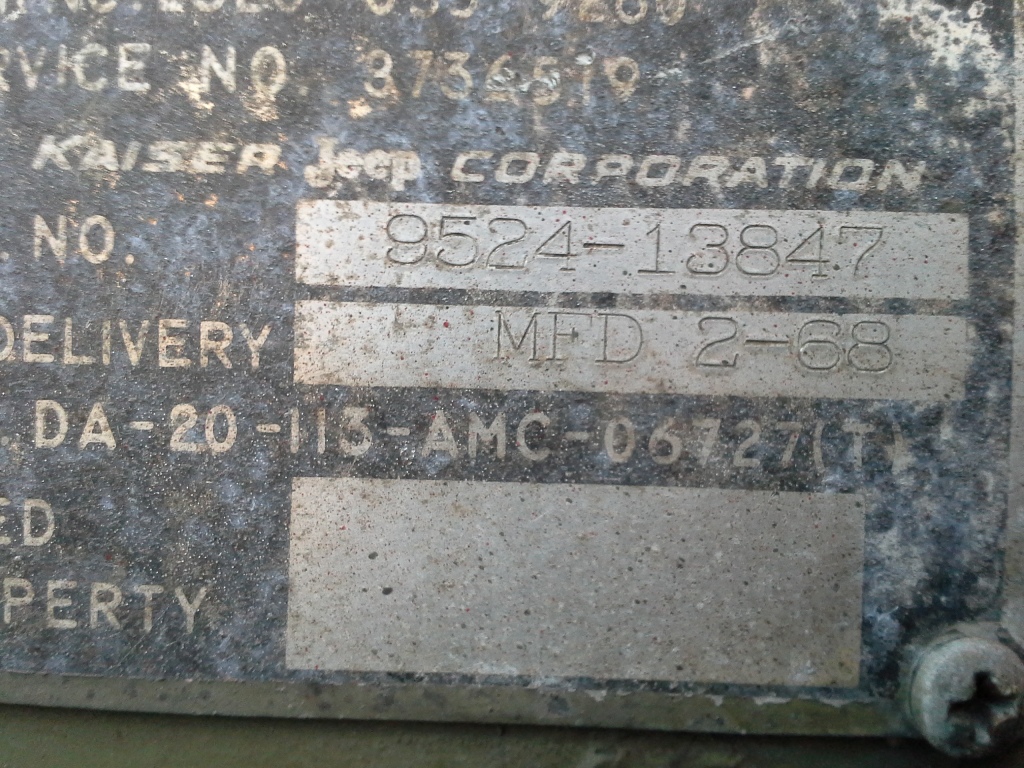 RVICE NO. 8736519
KAISER Jeep CORPORATION
. NO. 9524-13847
DELIVERY MFD 2-68
.DA-20-113-AMC-06727(T)
ED
PERTY